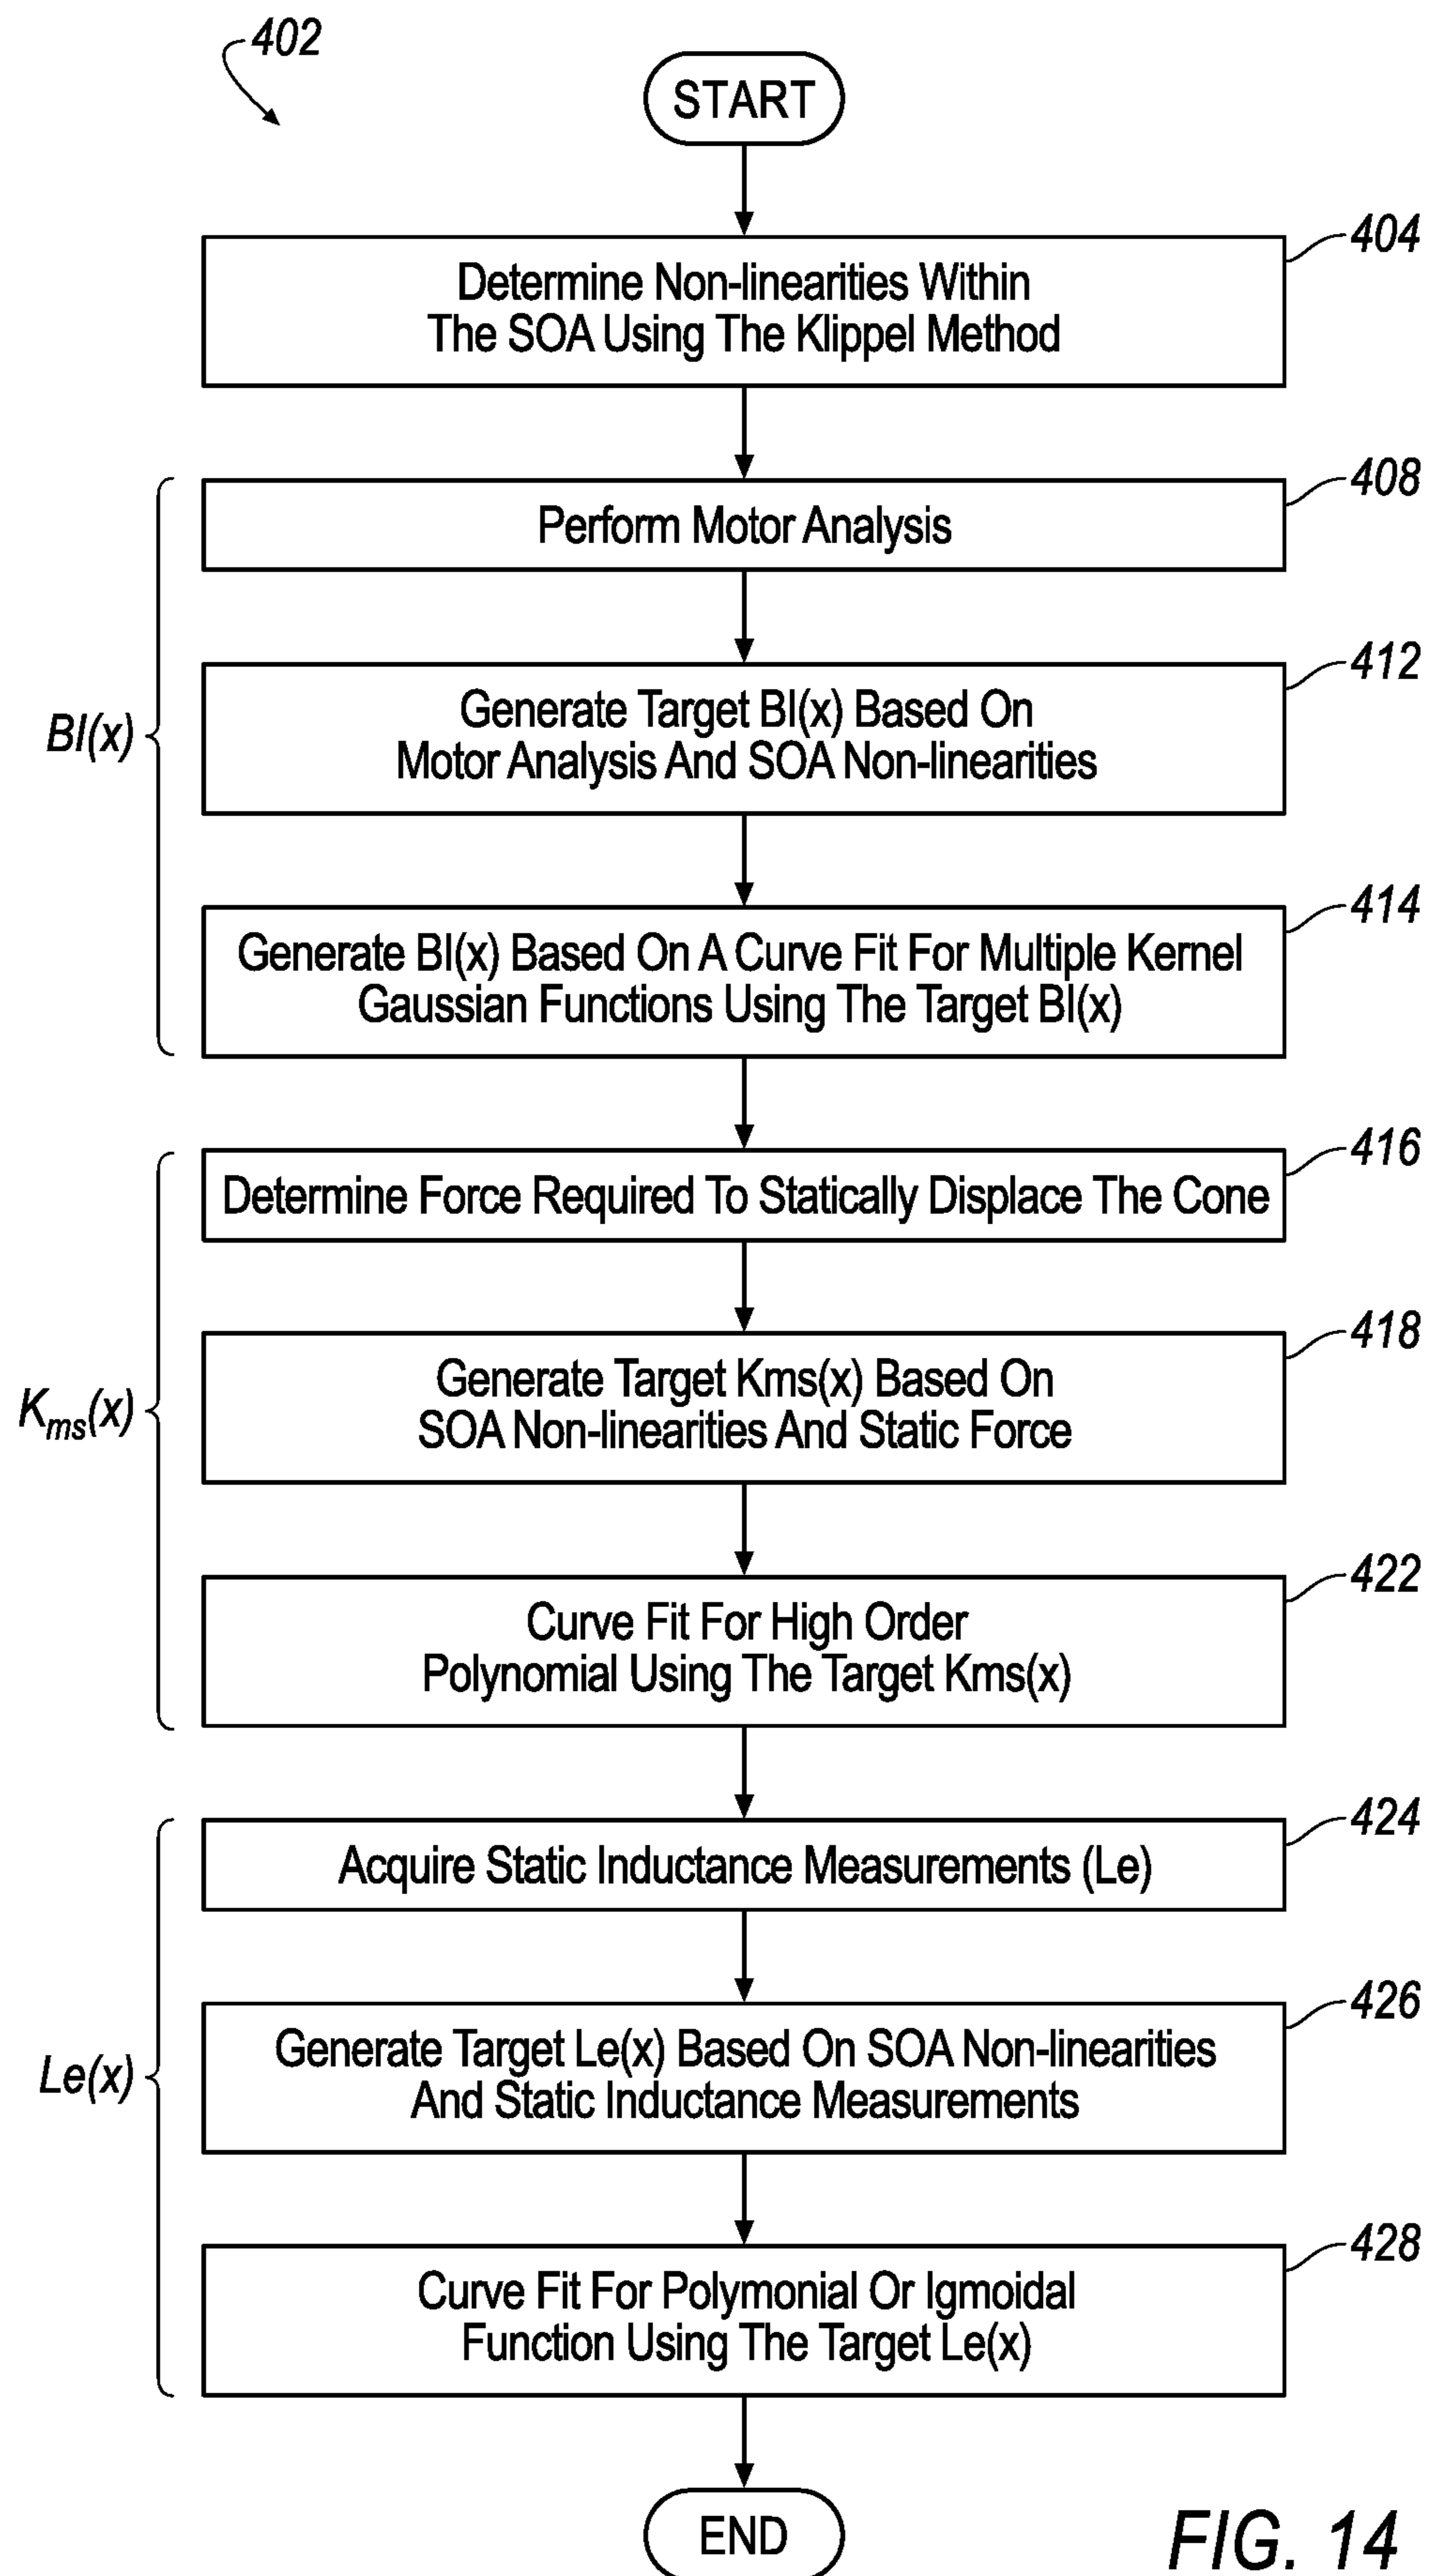 402
START
404
Determine Non-linearities Within
The SOA Using The Klippel Method
408
Perform Motor Analysis
412
Generate Target Bl(x) Based On
Motor Analysis And SOA Non-linearities
Bl(x)
414
Generate Bl(x) Based On A Curve Fit For Multiple Kernel
Gaussian Functions Using The Target Bl(x)
416
Determine Force Required To Statically Displace The Cone
418
Generate Target Kms(x) Based On
SOA Non-linearities And Static Force
Kms(x)
422
Curve Fit For High Order
Polynomial Using The Target Kms(x)
424
Acquire Static Inductance Measurements (Le)
426
Generate Target Le(x) Based On SOA Non-linearities
And Static Inductance Measurements
Le(x)
428
Curve Fit For Polymonial Or Igmoidal
Function Using The Target Le(x)
END
FIG. 14